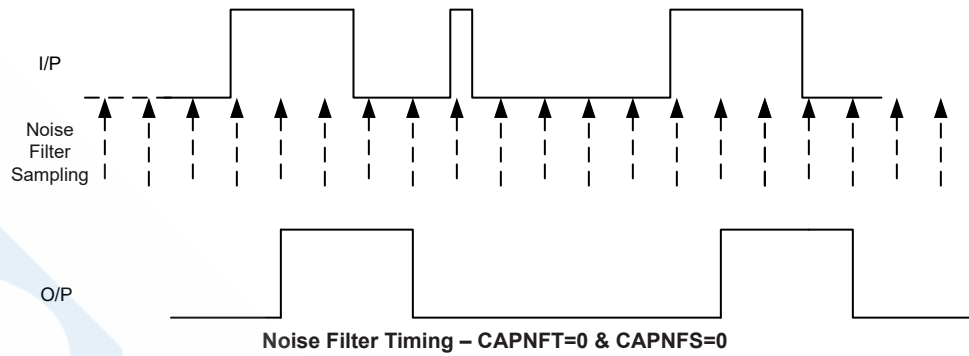 I/P
Noise
Filter
Sampling
O/P
Noise Filter Timing – CAPNFT=0 & CAPNFS=0